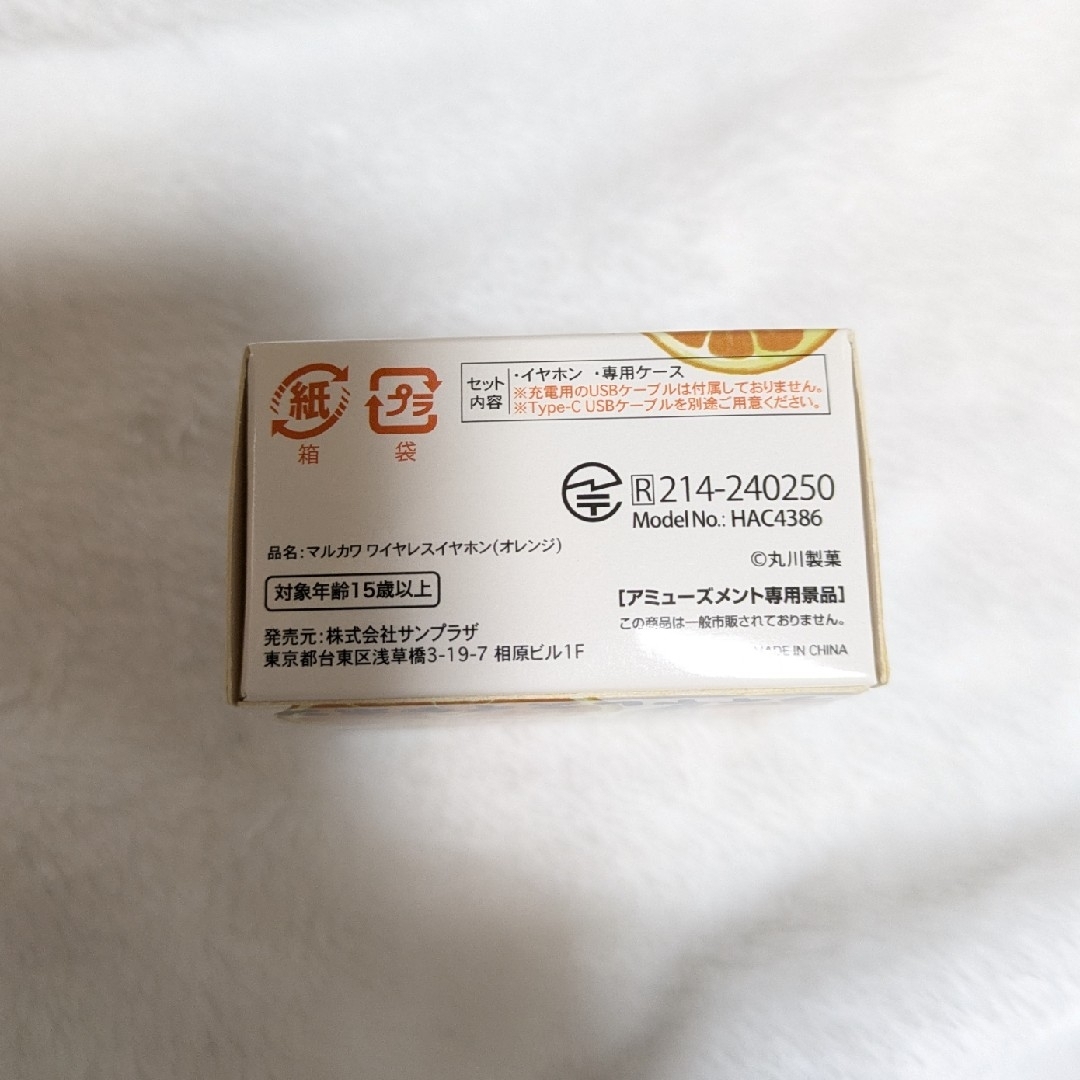 紙
箱
プラ
袋
セット内容
・イヤホン ・専用ケース
※充電用のUSBケーブルは付属しておりません。
※Type-C USBケーブルを別途ご用意ください。
R 214-240250
Model No.: HAC4386
品名:マルカワ ワイヤレスイヤホン(オレンジ)
©丸川製菓
対象年齢15歳以上
[アミューズメント専用景品]
この商品は一般市販されておりません。
発売元:株式会社サンプラザ
東京都台東区浅草橋3-19-7 相原ビル1F
MADE IN CHINA